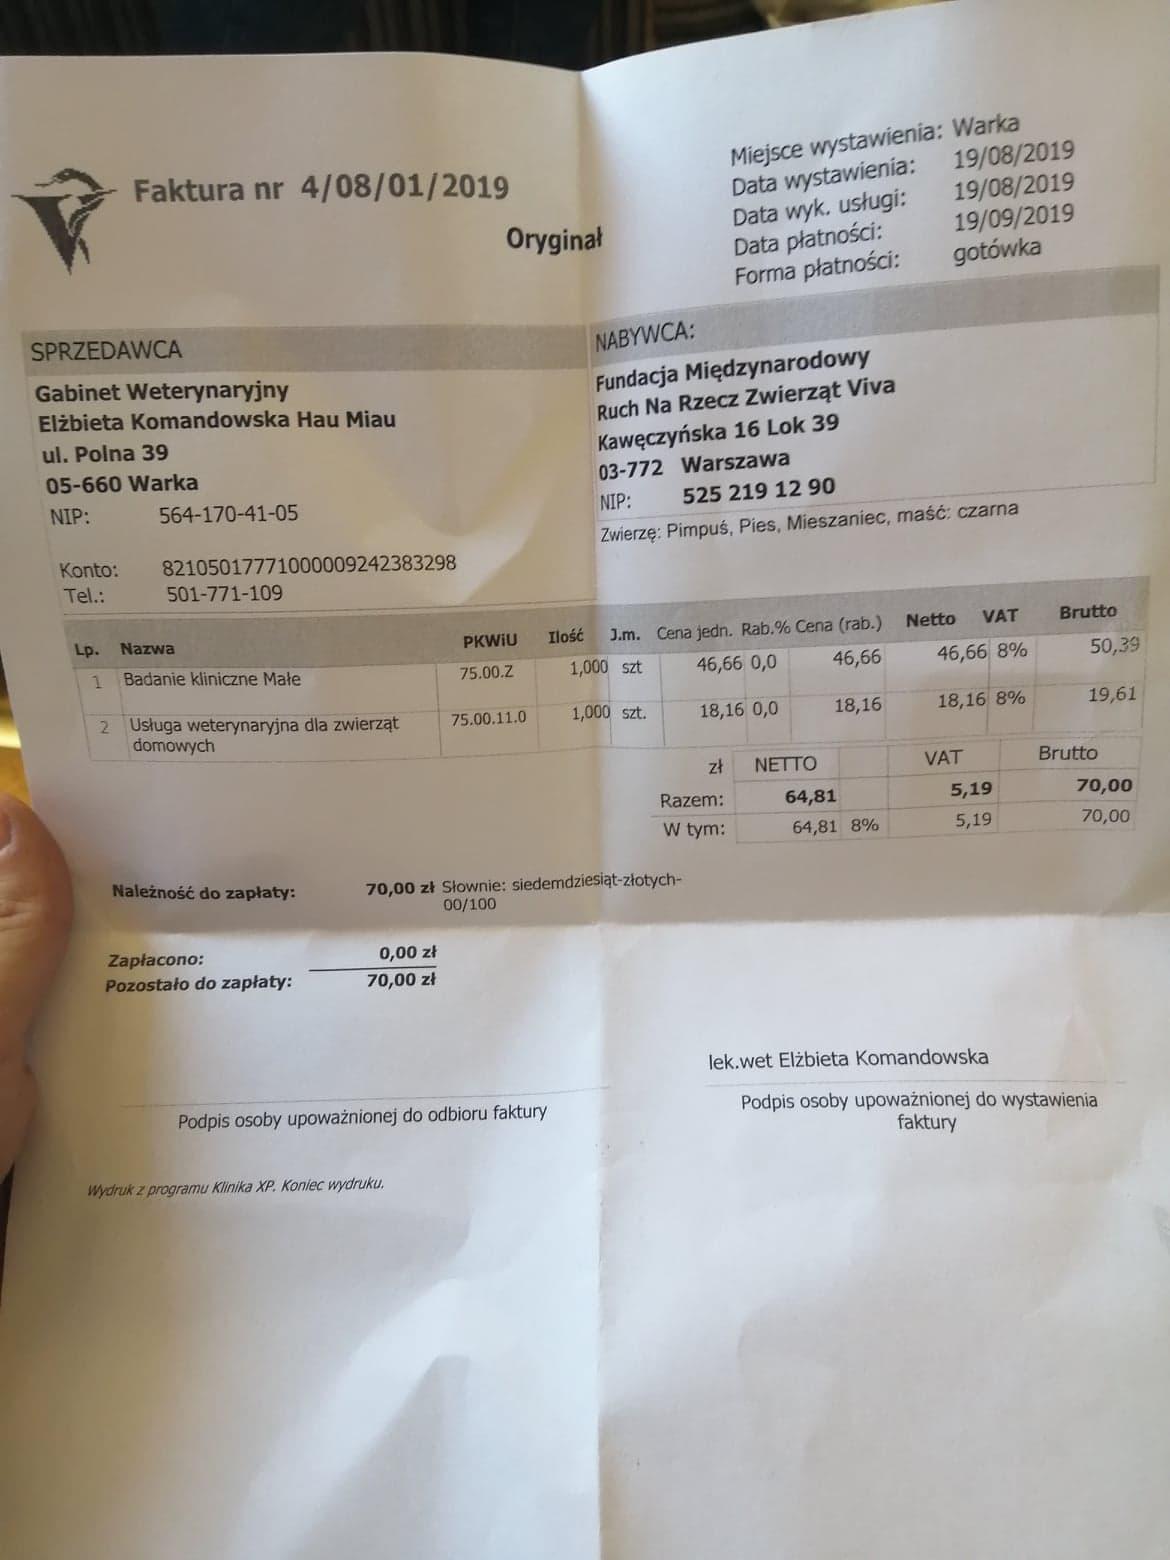 Faktura nr 4/08/01/2019
Oryginał
Miejsce wystawienia: Warka
Data wystawienia: 19/08/2019
Data wyk. usługi: 19/08/2019
Data płatności: 19/09/2019
Forma płatności: gotówka
SPRZEDAWCA
Gabinet Weterynaryjny
Elżbieta Komandowska Hau Miau
ul. Polna 39
05-660 Warka
NIP: 564-170-41-05
Konto: 82105017771000009242383298
Tel.: 501-771-109
NABYWCA:
Fundacja Międzynarodowy
Ruch Na Rzecz Zwierząt Viva
Kawęczyńska 16 Lok 39
03-772 Warszawa
NIP: 525 219 12 90
Zwierzę: Pimpuś, Pies, Mieszaniec, maść: czarna
Lp. Nazwa PKWiU Ilość J.m. Cena jedn. Rab.% Cena (rab.) Netto VAT Brutto
1 Badanie kliniczne Małe 75.00.Z 1,000 szt 46,66 0,0 46,66 46,66 8% 50,39
2 Usługa weterynaryjna dla zwierząt 75.00.11.0 1,000 szt. 18,16 0,0 18,16 18,16 8% 19,61
domowych
zł NETTO VAT Brutto
Razem: 64,81 5,19 70,00
W tym: 64,81 8% 5,19 70,00
Należność do zapłaty: 70,00 zł Słownie: siedemdziesiąt-złotych-
00/100
Zapłacono: 0,00 zł
Pozostało do zapłaty: 70,00 zł
lek.wet Elżbieta Komandowska
Podpis osoby upoważnionej do odbioru faktury
Podpis osoby upoważnionej do wystawienia
faktury
Wydruk z programu Klinika XP. Koniec wydruku.